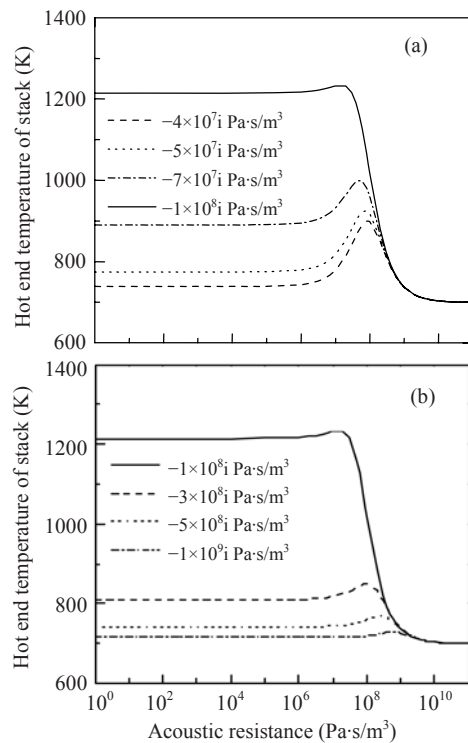 (a)
1400
1200
1000
800
600
Hot end temperature of stack (K)
−4×10⁷i Pa·s/m³
−5×10⁷i Pa·s/m³
−7×10⁷i Pa·s/m³
−1×10⁸i Pa·s/m³
(b)
1400
1200
1000
800
600
Hot end temperature of stack (K)
−1×10⁸i Pa·s/m³
−3×10⁸i Pa·s/m³
−5×10⁸i Pa·s/m³
−1×10⁹i Pa·s/m³
10⁰ 10² 10⁴ 10⁶ 10⁸ 10¹⁰
Acoustic resistance (Pa·s/m³)